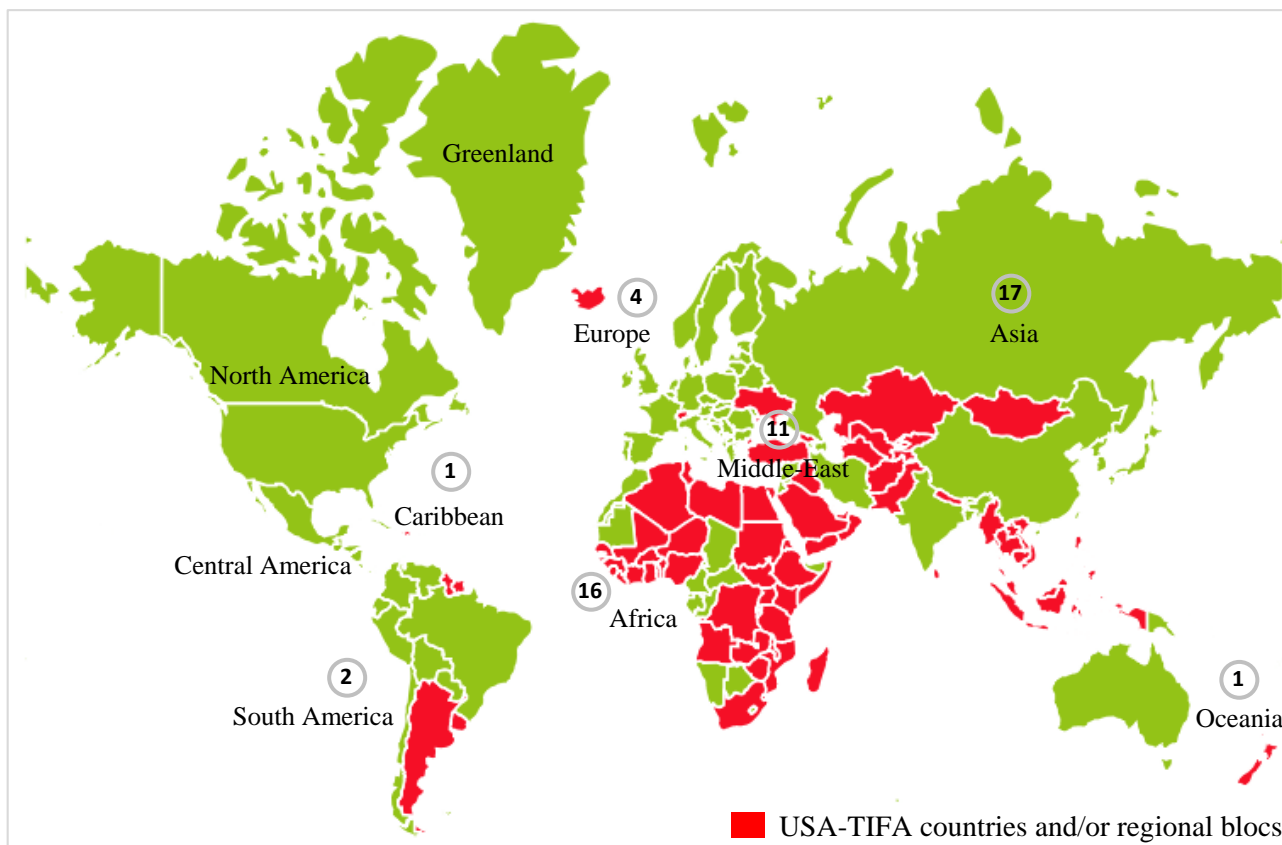 Greenland
4
Europe
17
Asia
North America
11
Middle-East
1
Caribbean
Central America
16
Africa
2
South America
1
Oceania
USA-TIFA countries and/or regional blocs